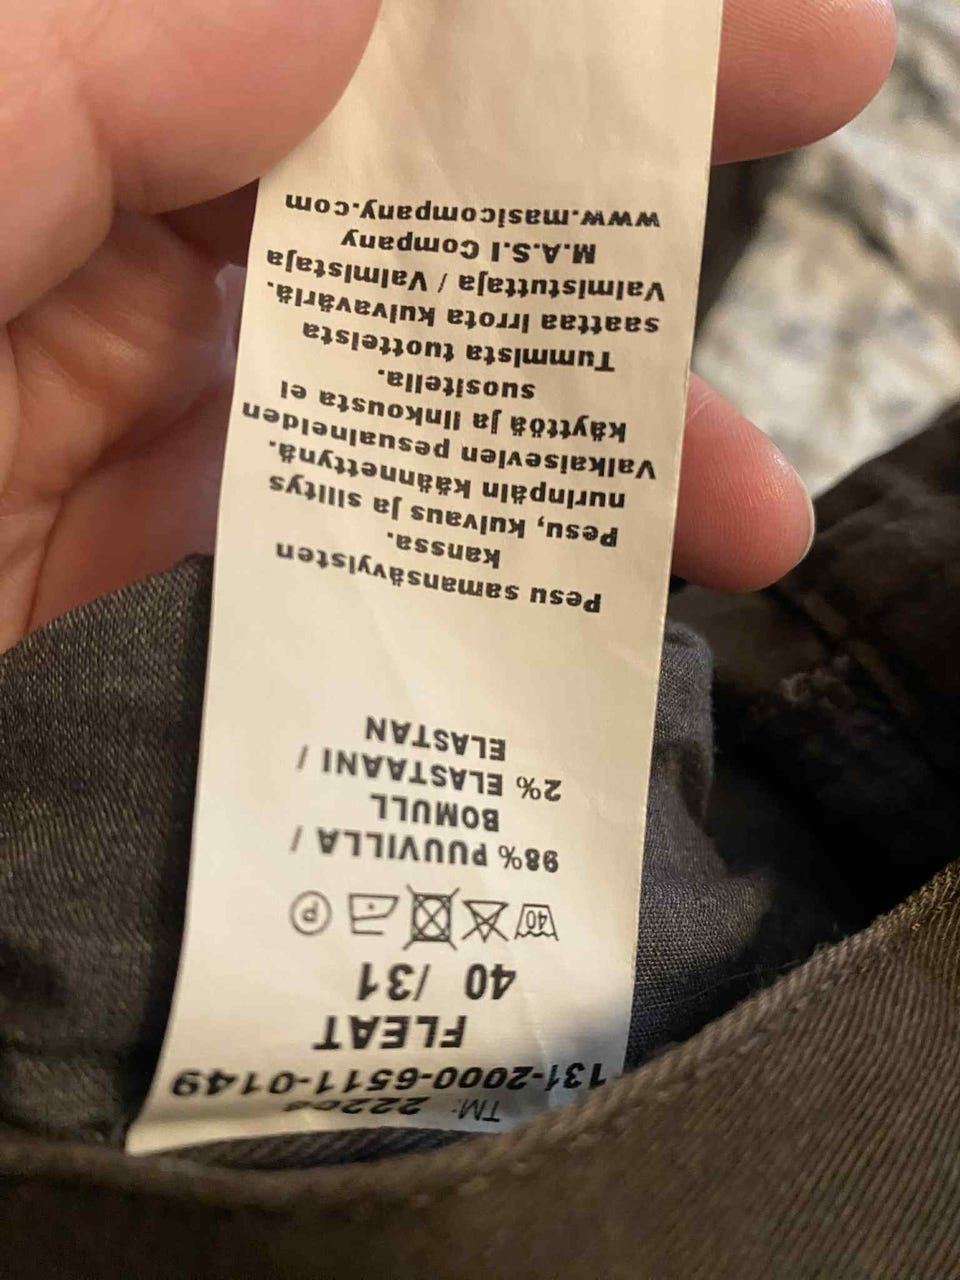 TM:
131-2000-6511-0149
FLEAT
40 /31
40 P
98% PUUVILLA /
BOMULL
2% ELASTAANI /
ELASTAN
Pesu samansävyisten
kanssa.
Pesu, kuivaus ja silitys
nurinpäin käännettynä.
Valkaisevien pesuaineiden
käyttöä ja linkousta ei
suositella.
Tummista tuotteista
saattaa irrota kuivaväriä.
Valmistuttaja / Valmistaja
M.A.S.I Company
www.masicompany.com